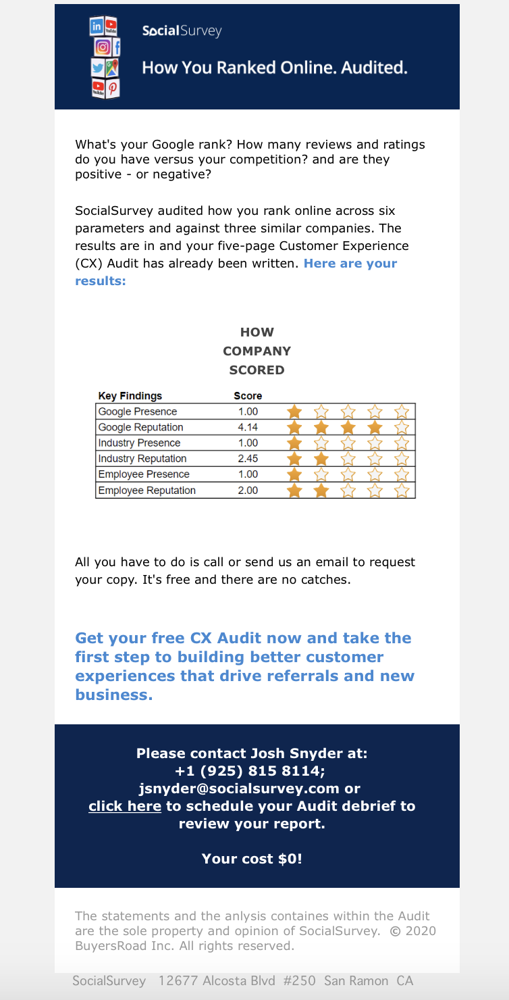 in YouTube
f
G
YouTube
SocialSurvey
How You Ranked Online. Audited.
What's your Google rank? How many reviews and ratings
do you have versus your competition? and are they
positive - or negative?
SocialSurvey audited how you rank online across six
parameters and against three similar companies. The
results are in and your five-page Customer Experience
(CX) Audit has already been written. Here are your
results:
HOW
COMPANY
SCORED
Key Findings Score
Google Presence 1.00
Google Reputation 4.14
Industry Presence 1.00
Industry Reputation 2.45
Employee Presence 1.00
Employee Reputation 2.00
All you have to do is call or send us an email to request
your copy. It's free and there are no catches.
Get your free CX Audit now and take the
first step to building better customer
experiences that drive referrals and new
business.
Please contact Josh Snyder at:
+1 (925) 815 8114;
jsnyder@socialsurvey.com or
click here to schedule your Audit debrief to
review your report.
Your cost $0!
The statements and the anlysis containes within the Audit
are the sole property and opinion of SocialSurvey. © 2020
BuyersRoad Inc. All rights reserved.
SocialSurvey 12677 Alcosta Blvd #250 San Ramon CA